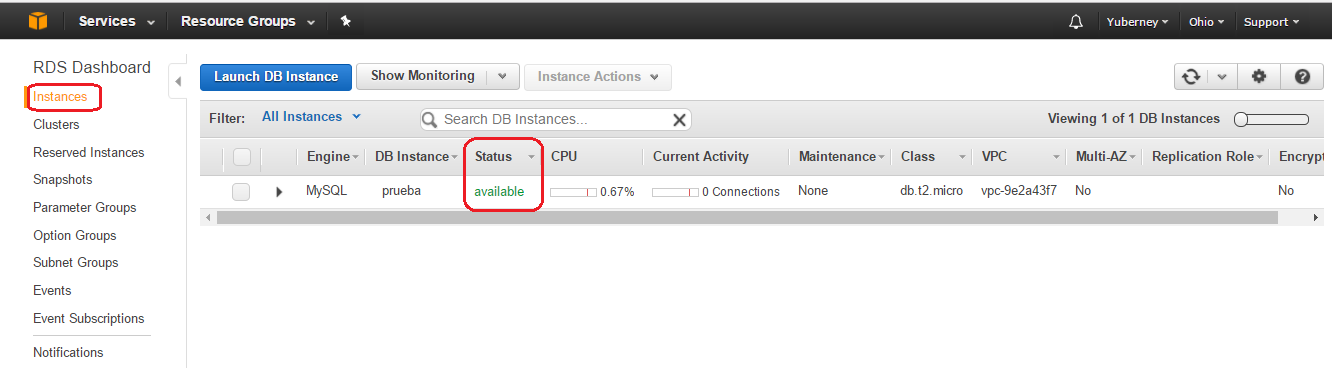 Services Resource Groups Yuberney Ohio Support
RDS Dashboard
Instances
Clusters
Reserved Instances
Snapshots
Parameter Groups
Option Groups
Subnet Groups
Events
Event Subscriptions
Notifications
Launch DB Instance Show Monitoring Instance Actions
Filter: All Instances Search DB Instances... Viewing 1 of 1 DB Instances
Engine DB Instance Status CPU Current Activity Maintenance Class VPC Multi-AZ Replication Role Encrypt
MySQL prueba available 0.67% 0 Connections None db.t2.micro vpc-9e2a43f7 No No